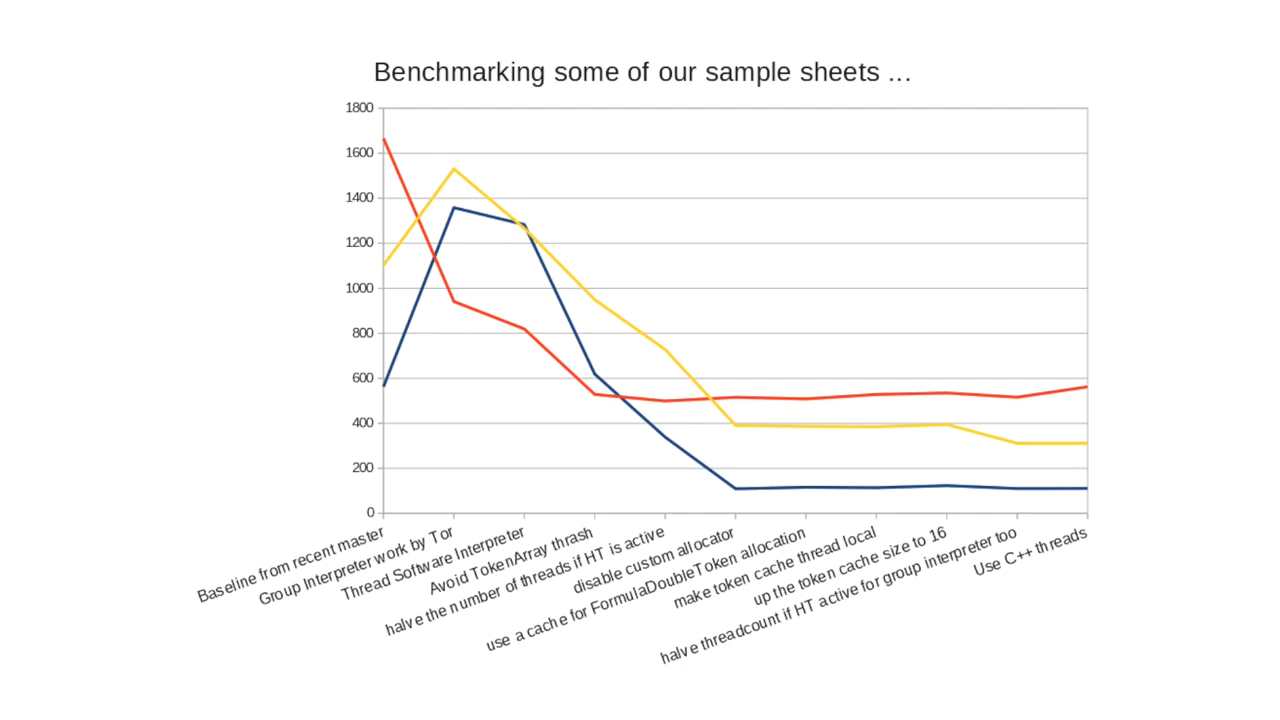 Benchmarking some of our sample sheets ...
1800
1600
1400
1200
1000
800
600
400
200
0
Baseline from recent master
Group Interpreter work by Tor
Thread Software Interpreter
Avoid TokenArray thrash
halve the number of threads if HT is active
disable custom allocator
use a cache for FormulaDoubleToken allocation
make token cache thread local
up the token cache size to 16
halve threadcount if HT active for group interpreter too
Use C++ threads